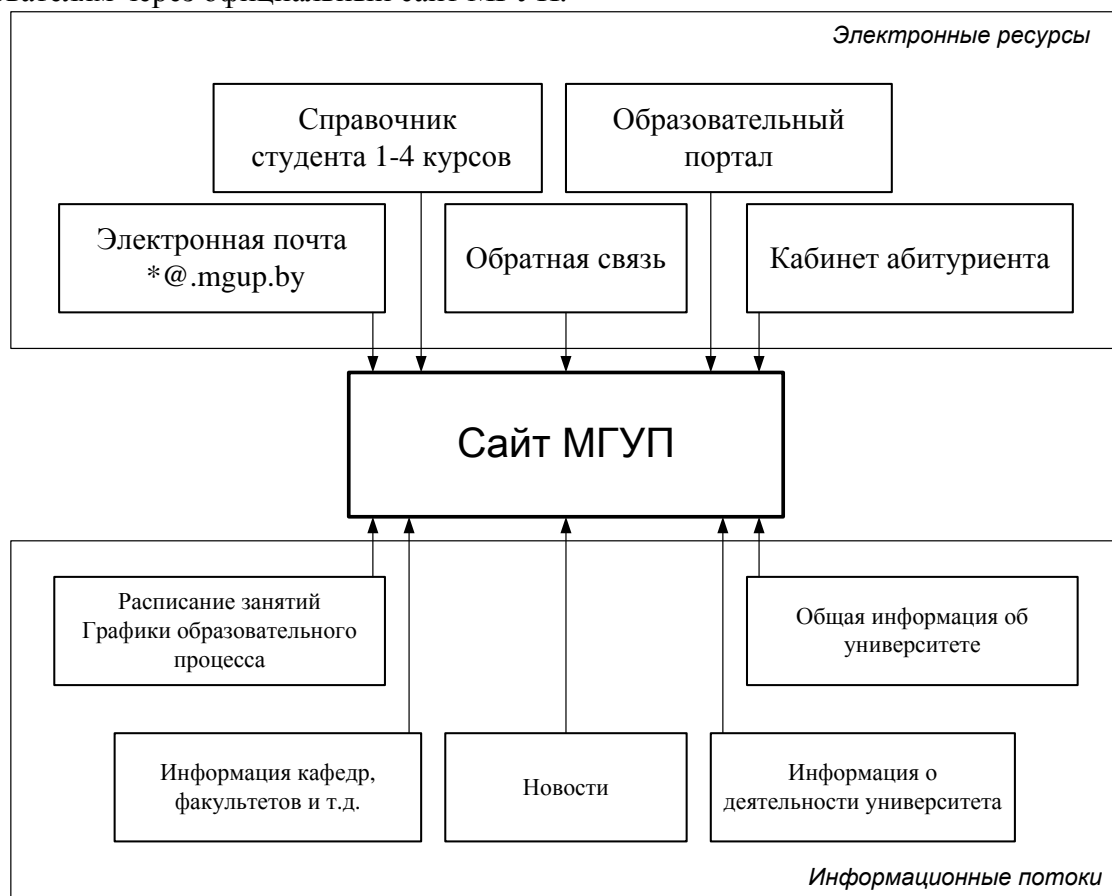 Электронные ресурсы
Справочник
студента 1-4 курсов
Образовательный
портал
Электронная почта
*@.mgup.by
Обратная связь
Кабинет абитуриента
Сайт МГУП
Расписание занятий
Графики образовательного
процесса
Общая информация об
университете
Информация кафедр,
факультетов и т.д.
Новости
Информация о
деятельности университета
Информационные потоки